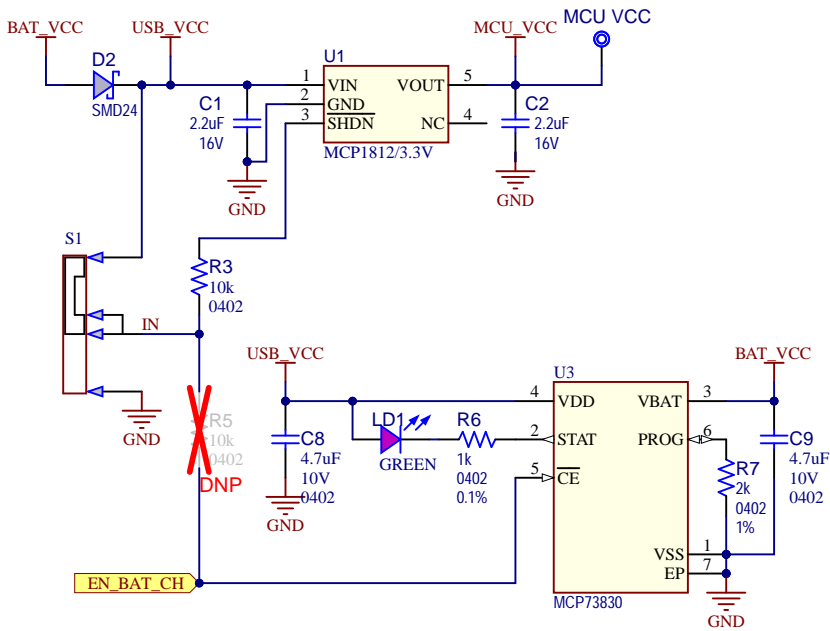 BAT_VCC
USB_VCC
D2
SMD24
C1
2.2uF
16V
GND
U1
1 VIN
2 GND
3 SHDN
VOUT 5
NC 4
MCP1812/3.3V
MCU_VCC
MCU VCC
C2
2.2uF
16V
GND
S1
IN
GND
R3
10k
0402
R5
10k
0402
DNP
EN_BAT_CH
USB_VCC
C8
4.7uF
10V
0402
GND
LD1
GREEN
R6
1k
0402
0.1%
U3
4 VDD
2 STAT
5 CE
VBAT 3
PROG 6
VSS 1
EP 7
MCP73830
BAT_VCC
C9
4.7uF
10V
0402
R7
2k
0402
1%
GND